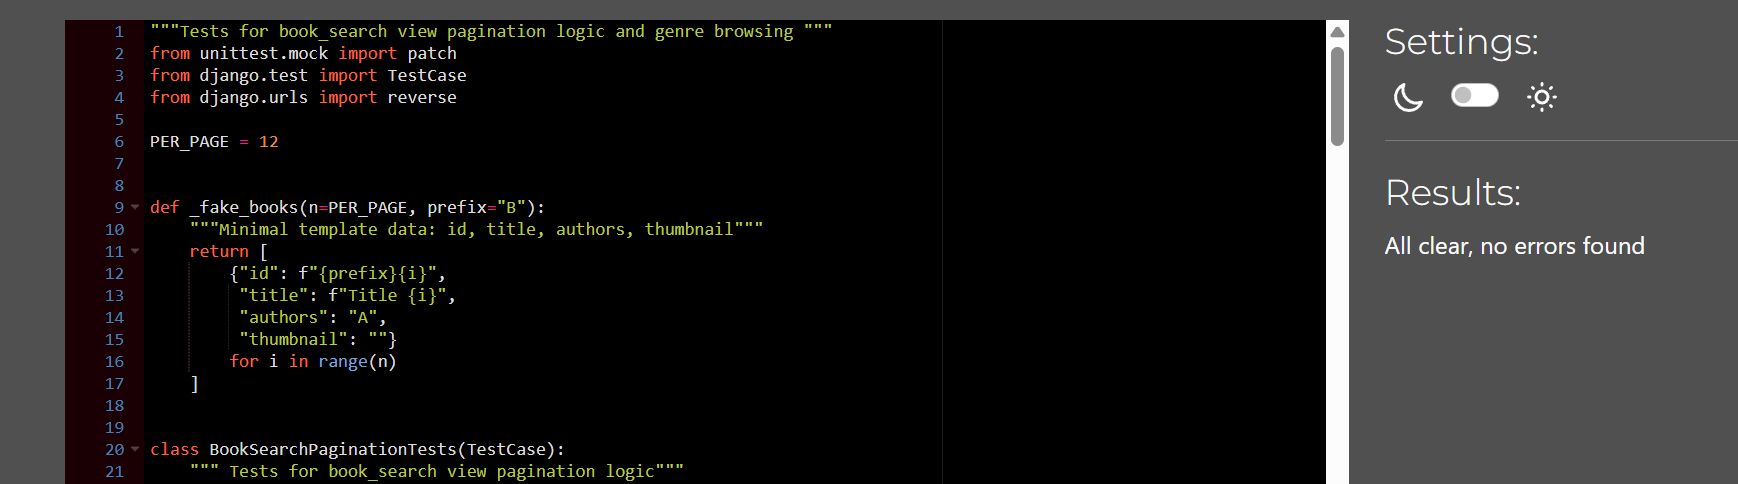 1 """Tests for book_search view pagination logic and genre browsing """
2 from unittest.mock import patch
3 from django.test import TestCase
4 from django.urls import reverse
5
6 PER_PAGE = 12
7
8
9 def _fake_books(n=PER_PAGE, prefix="B"):
10     """Minimal template data: id, title, authors, thumbnail"""
11     return [
12         {"id": f"{prefix}{i}",
13          "title": f"Title {i}",
14          "authors": "A",
15          "thumbnail": ""}
16         for i in range(n)
17     ]
18
19
20 class BookSearchPaginationTests(TestCase):
21     """ Tests for book_search view pagination logic"""
Settings:
Results:
All clear, no errors found